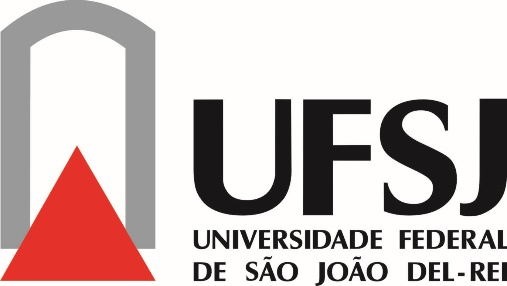 UFSJ
UNIVERSIDADE FEDERAL
DE SÃO JOÃO DEL-REI